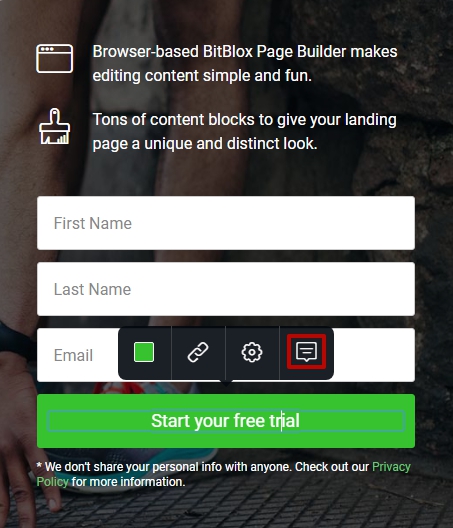 Browser-based BitBlox Page Builder makes
editing content simple and fun.
Tons of content blocks to give your landing
page a unique and distinct look.
First Name
Last Name
Email
Start your free trial
* We don't share your personal info with anyone. Check out our Privacy
Policy for more information.